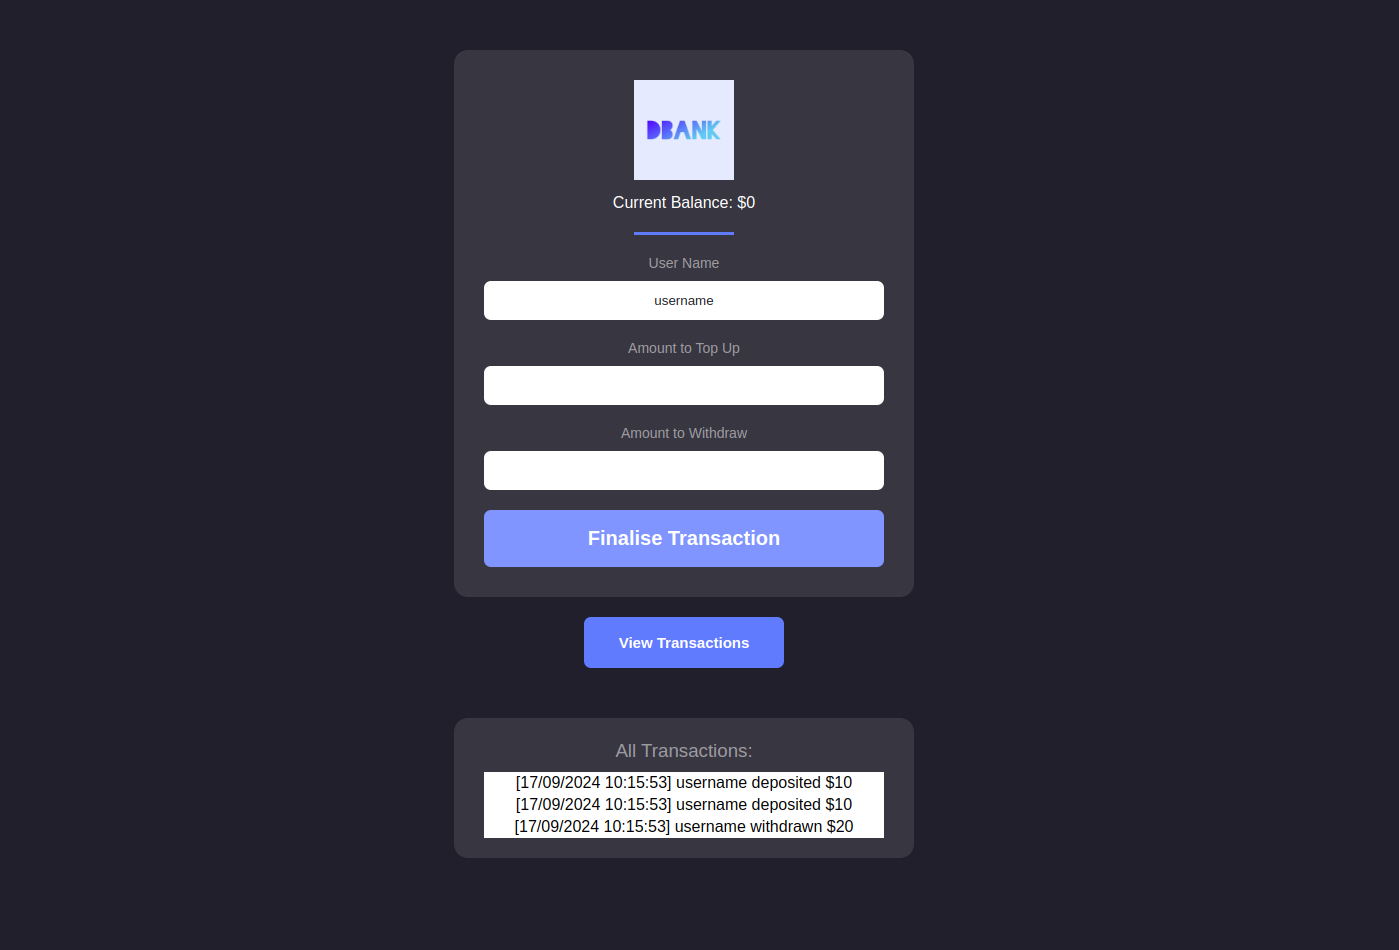 DBANK
Current Balance: $0
User Name
username
Amount to Top Up
Amount to Withdraw
Finalise Transaction
View Transactions
All Transactions:
[17/09/2024 10:15:53] username deposited $10
[17/09/2024 10:15:53] username deposited $10
[17/09/2024 10:15:53] username withdrawn $20